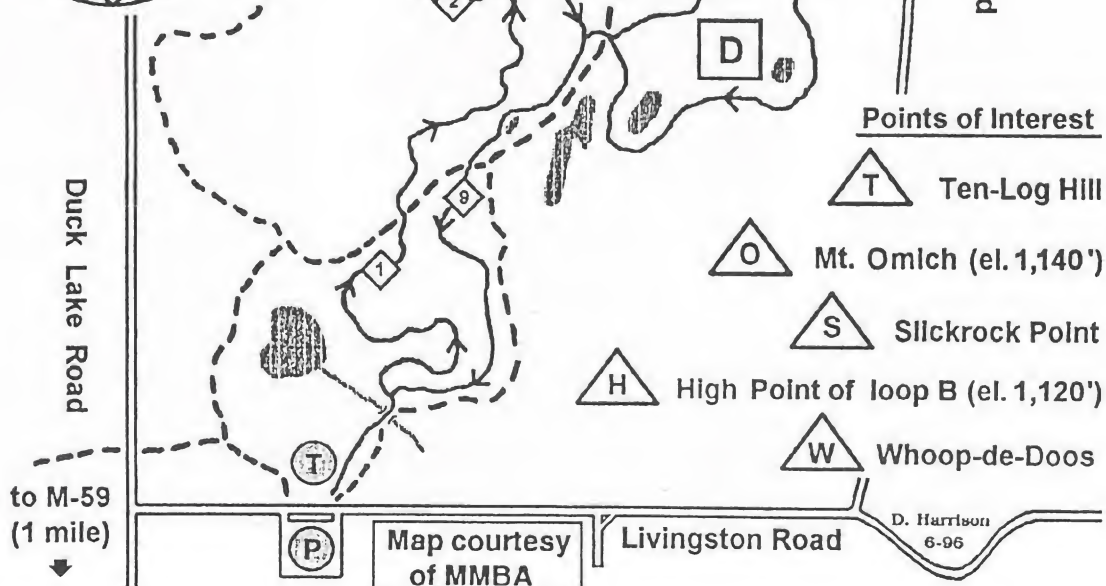 2
D
Points of Interest
9
T Ten-Log Hill
1
O Mt. Omich (el. 1,140')
S Slickrock Point
H High Point of loop B (el. 1,120')
W Whoop-de-Doos
Duck Lake Road
T
to M-59
(1 mile)
P
Map courtesy
of MMBA
Livingston Road
D. Harrison
6-96